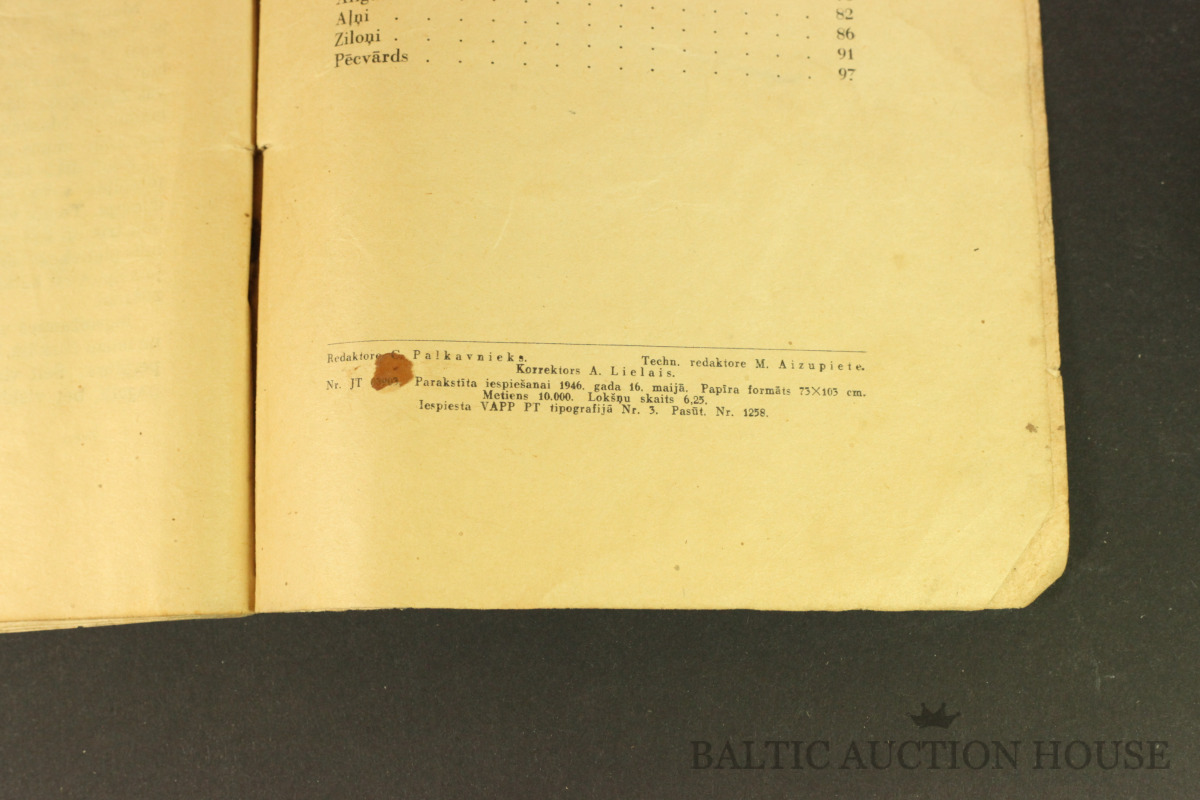 Aļņi . . . . . . . . . . . . . . 82
Ziloņi . . . . . . . . . . . . . . 86
Pēcvārds . . . . . . . . . . . . . 91
97
Redaktore Palkavnieks. Techn. redaktore M. Aizupiete.
Korrektors A. Lielais.
Nr. JT Parakstīta iespiešanai 1946. gada 16. maijā. Papīra formāts 73×103 cm.
Metiens 10.000. Lokšņu skaits 6,25.
Iespiesta VAPP PT tipografijā Nr. 3. Pasūt. Nr. 1258.
BALTIC AUCTION HOUSE